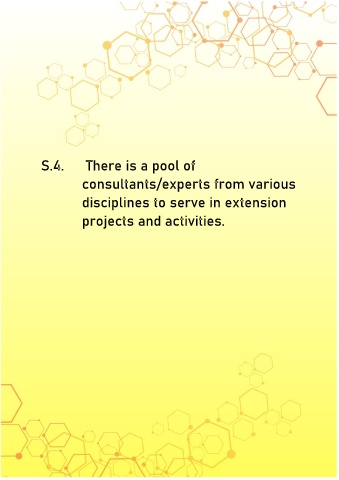 S.4. There is a pool of
consultants/experts from various
disciplines to serve in extension
projects and activities.